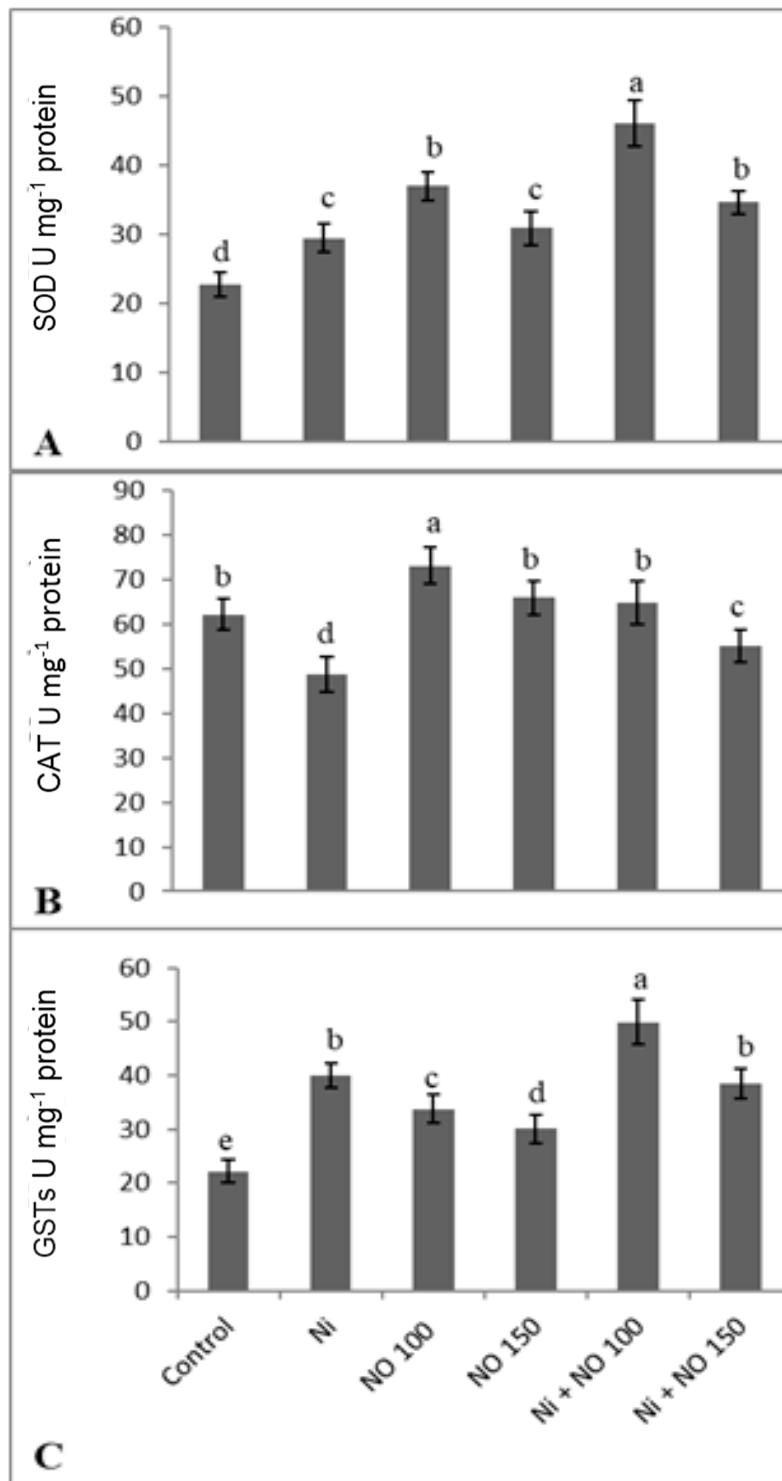 60
50
40
30
20
10
0
SOD U mg⁻¹ protein
d
c
b
c
a
b
A
90
80
70
60
50
40
30
20
10
0
CAT U mg⁻¹ protein
b
d
a
b
b
c
B
60
50
40
30
20
10
0
GSTs U mg⁻¹ protein
e
b
c
d
a
b
Control
Ni
NO 100
NO 150
Ni + NO 100
Ni + NO 150
C